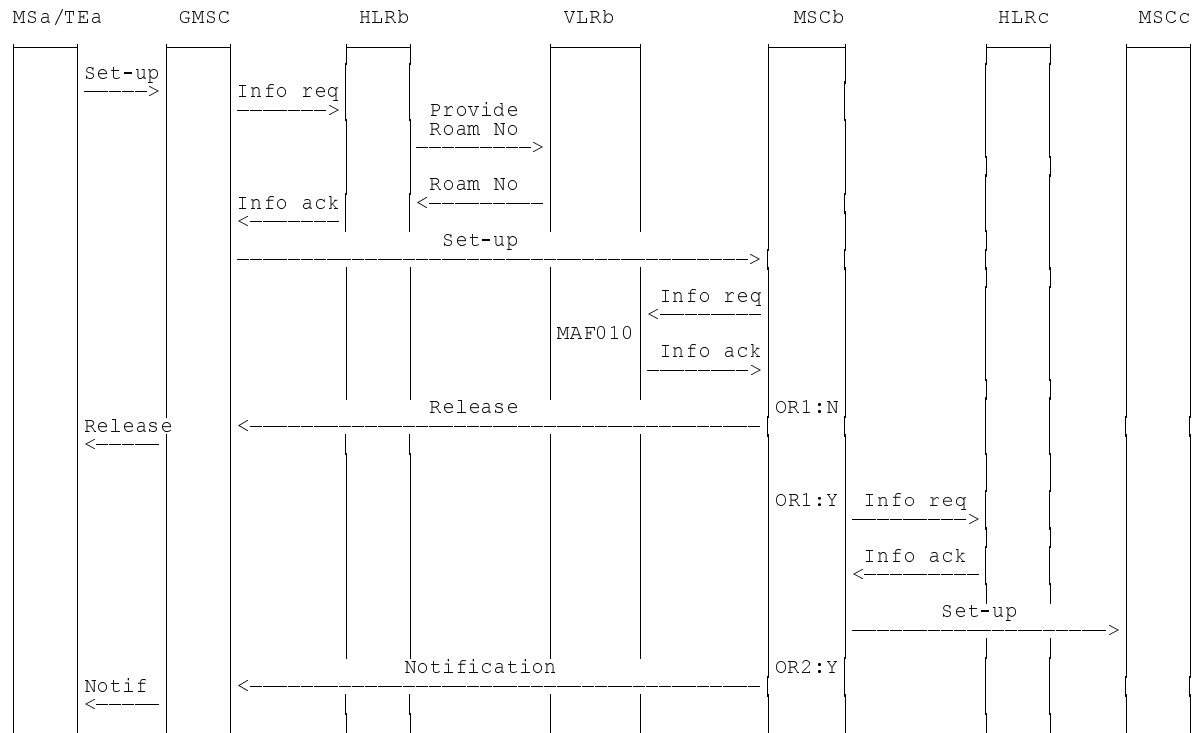 MSa/TEa GMSC HLRb VLRb MSCb HLRc MSCc
Set-up
Info req
Provide
Roam No
Roam No
Info ack
Set-up
Info req
MAF010
Info ack
Release OR1:N
Release
OR1:Y Info req
Info ack
Set-up
Notification OR2:Y
Notif